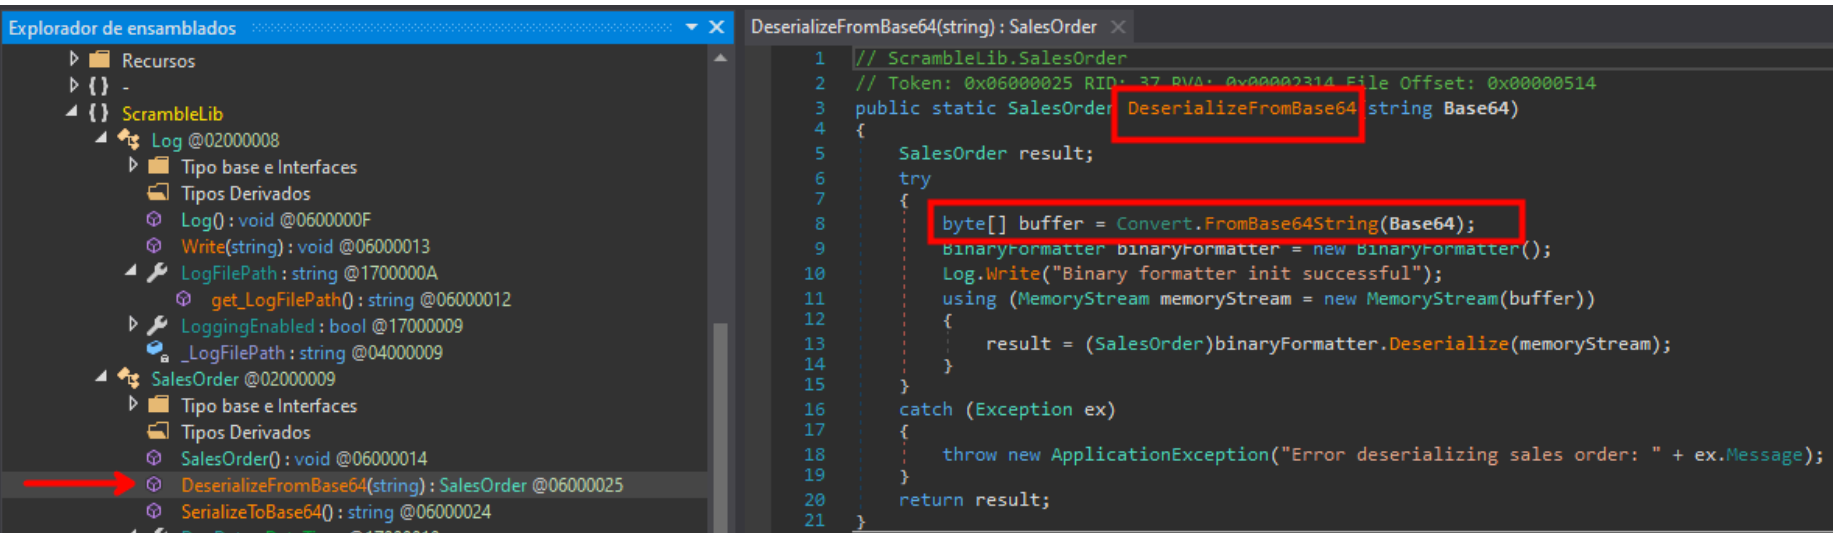 Explorador de ensamblados
Recursos
{ } -
{ } ScrambleLib
Log @02000008
Tipo base e Interfaces
Tipos Derivados
Log() : void @0600000F
Write(string) : void @06000013
LogFilePath : string @1700000A
get_LogFilePath() : string @06000012
LoggingEnabled : bool @17000009
_LogFilePath : string @04000009
SalesOrder @02000009
Tipo base e Interfaces
Tipos Derivados
SalesOrder() : void @06000014
DeserializeFromBase64(string) : SalesOrder @06000025
SerializeToBase64() : string @06000024
DeserializeFromBase64(string) : SalesOrder
1 // ScrambleLib.SalesOrder
2 // Token: 0x06000025 RID: 37 RVA: 0x00002314 File Offset: 0x00000514
3 public static SalesOrder DeserializeFromBase64(string Base64)
4 {
5 SalesOrder result;
6 try
7 {
8 byte[] buffer = Convert.FromBase64String(Base64);
9 BinaryFormatter binaryFormatter = new BinaryFormatter();
10 Log.Write("Binary formatter init successful");
11 using (MemoryStream memoryStream = new MemoryStream(buffer))
12 {
13 result = (SalesOrder)binaryFormatter.Deserialize(memoryStream);
14 }
15 }
16 catch (Exception ex)
17 {
18 throw new ApplicationException("Error deserializing sales order: " + ex.Message);
19 }
20 return result;
21 }